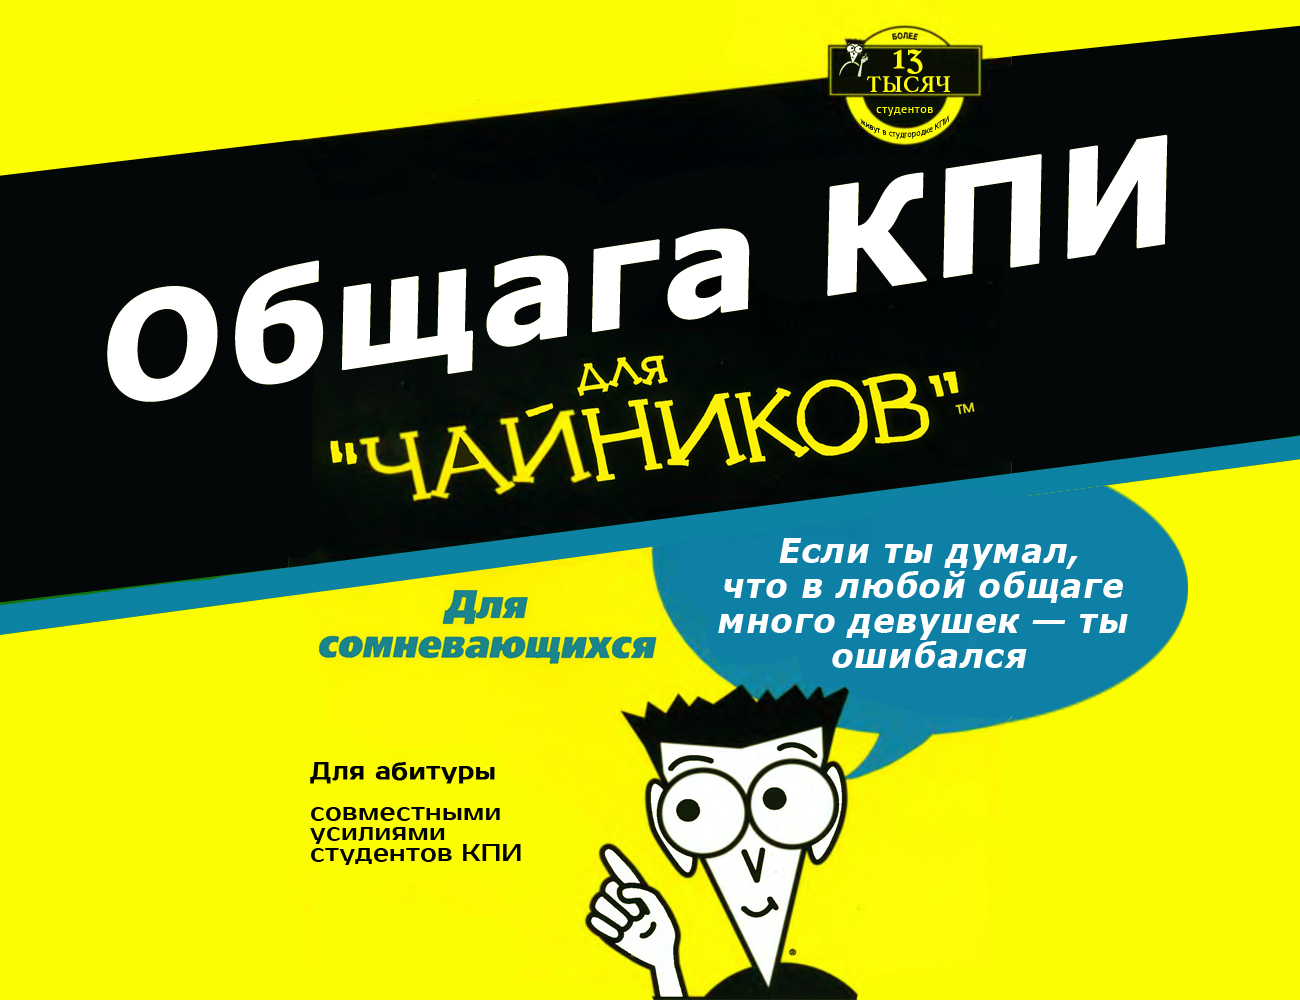 БОЛЕЕ
13
ТЫСЯЧ
студентов
живут в студгородке КПИ
Общага КПИ
для
"ЧАЙНИКОВ"™
Если ты думал,
что в любой общаге
много девушек — ты
ошибался
Для
сомневающихся
Для абитуры
совместными
усилиями
студентов КПИ
®